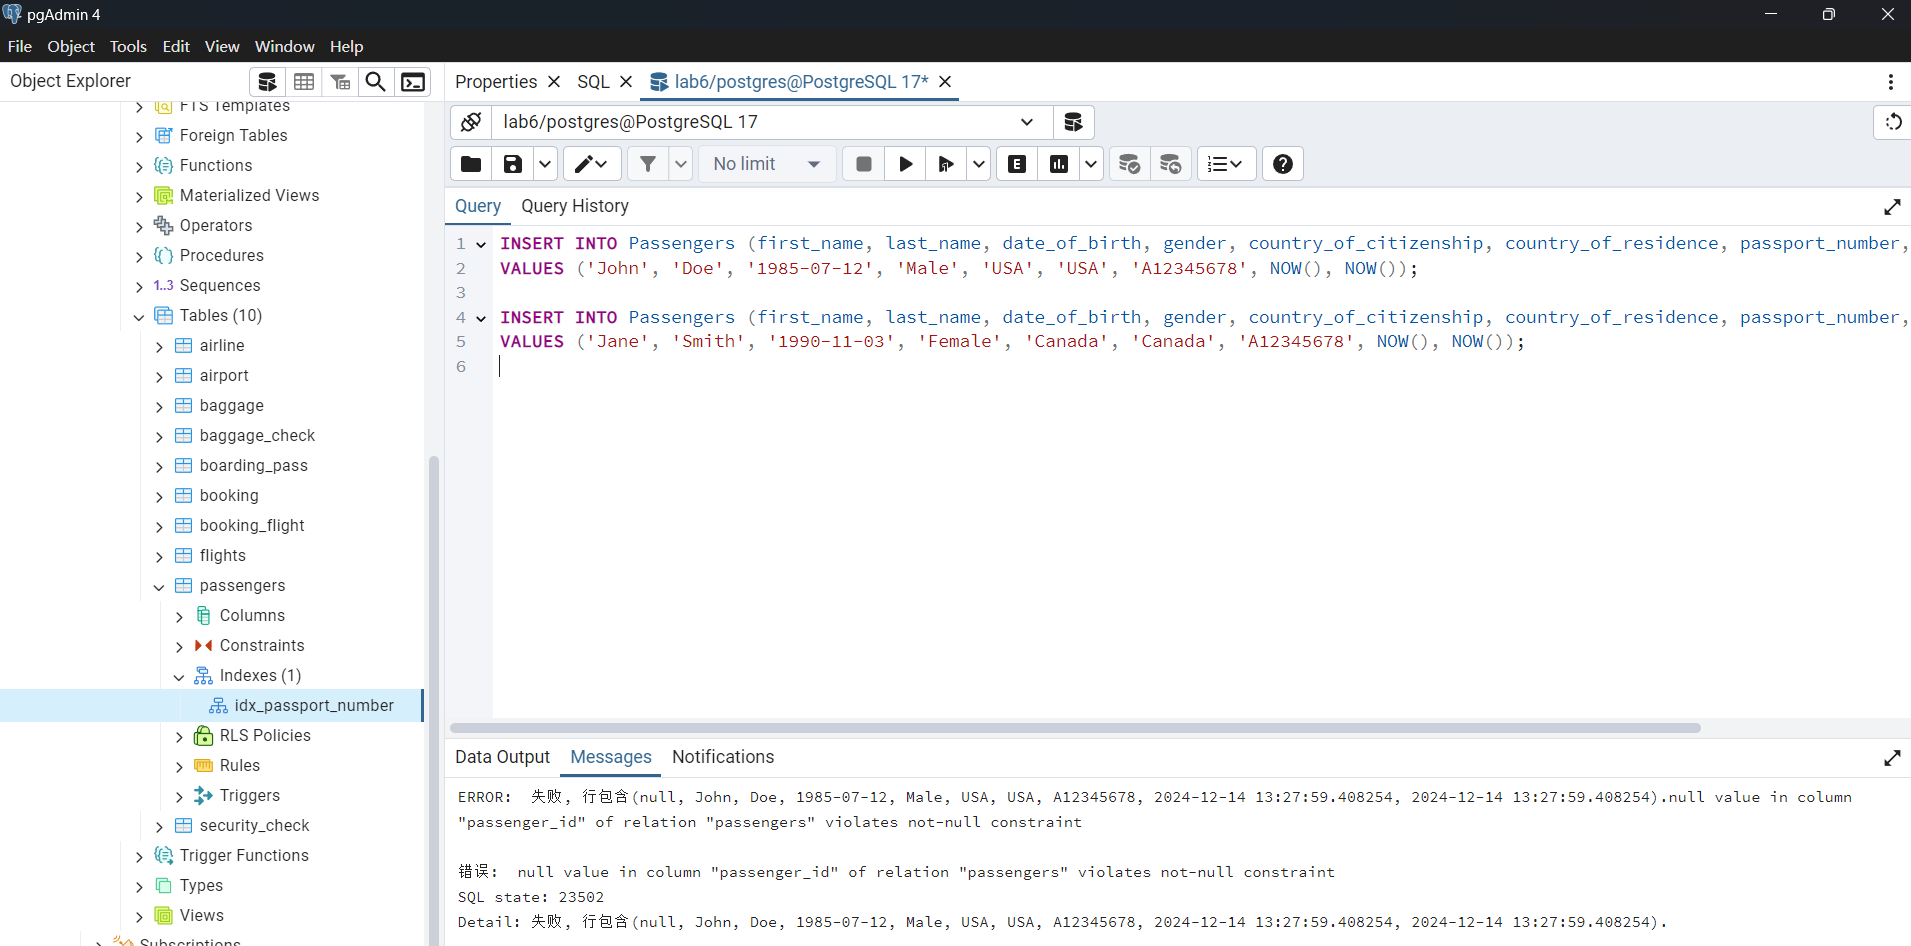 pgAdmin 4
File Object Tools Edit View Window Help
Object Explorer
Properties SQL lab6/postgres@PostgreSQL 17*
FTS Templates
Foreign Tables
Functions
Materialized Views
Operators
Procedures
1..3 Sequences
Tables (10)
airline
airport
baggage
baggage_check
boarding_pass
booking
booking_flight
flights
passengers
Columns
Constraints
Indexes (1)
idx_passport_number
RLS Policies
Rules
Triggers
security_check
Trigger Functions
Types
Views
Subscriptions
lab6/postgres@PostgreSQL 17
No limit
E
Query Query History
1 INSERT INTO Passengers (first_name, last_name, date_of_birth, gender, country_of_citizenship, country_of_residence, passport_number,
2 VALUES ('John', 'Doe', '1985-07-12', 'Male', 'USA', 'USA', 'A12345678', NOW(), NOW());
3
4 INSERT INTO Passengers (first_name, last_name, date_of_birth, gender, country_of_citizenship, country_of_residence, passport_number,
5 VALUES ('Jane', 'Smith', '1990-11-03', 'Female', 'Canada', 'Canada', 'A12345678', NOW(), NOW());
6
Data Output Messages Notifications
ERROR: 失败, 行包含(null, John, Doe, 1985-07-12, Male, USA, USA, A12345678, 2024-12-14 13:27:59.408254, 2024-12-14 13:27:59.408254).null value in column
"passenger_id" of relation "passengers" violates not-null constraint
错误: null value in column "passenger_id" of relation "passengers" violates not-null constraint
SQL state: 23502
Detail: 失败, 行包含(null, John, Doe, 1985-07-12, Male, USA, USA, A12345678, 2024-12-14 13:27:59.408254, 2024-12-14 13:27:59.408254).